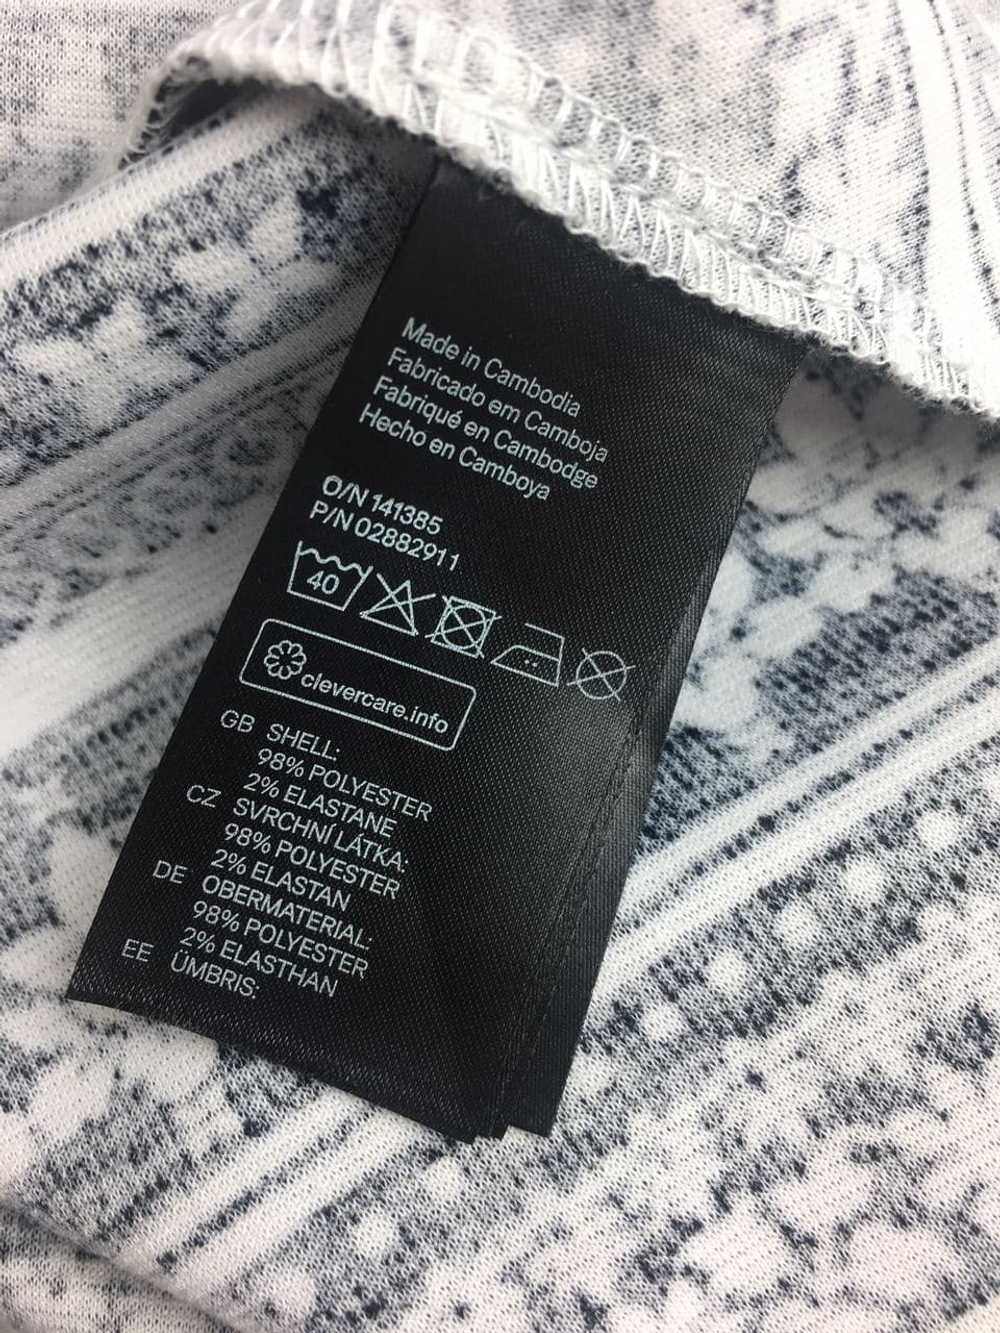 Made in Cambodia
Fabricado em Camboja
Fabriqué en Cambodge
Hecho en Camboya
O/N 141385
P/N 02882911
40
clevercare.info
GB SHELL:
98% POLYESTER
2% ELASTANE
CZ SVRCHNÍ LÁTKA:
98% POLYESTER
2% ELASTAN
DE OBERMATERIAL:
98% POLYESTER
2% ELASTHAN
EE ÜMBRIS: